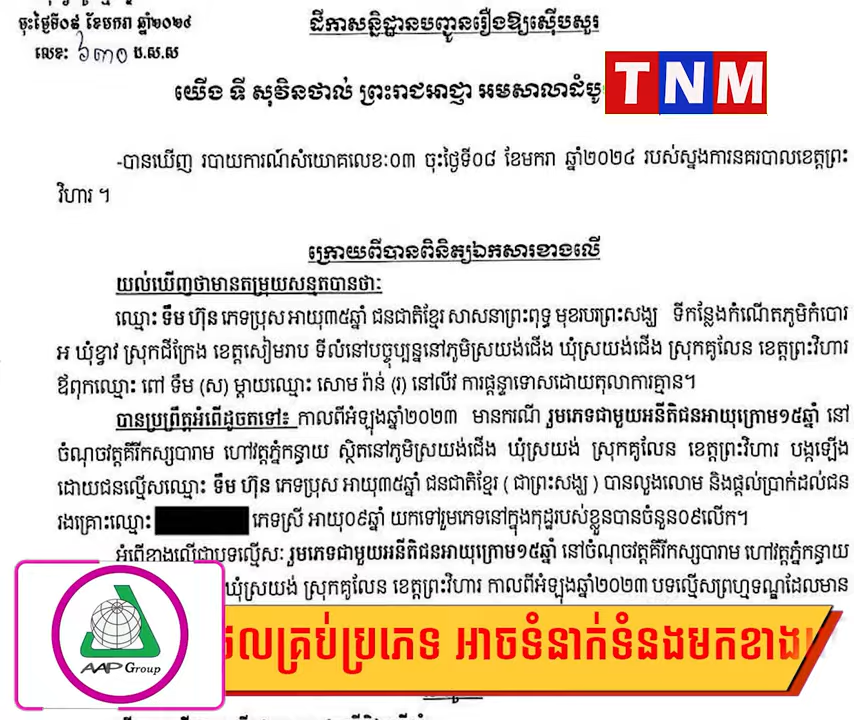 ចុះថ្ងៃទី០៩ ខែមករា ឆ្នាំ២០២៤
លេខ: ៦៣០ ដ.ស.ស
ដីកាសន្និដ្ឋានបញ្ជូនរឿងឱ្យស៊ើបសួរ
យើង ទី សុវិនថាល់ ព្រះរាជអាជ្ញា អមសាលាដំបូ
TNM
-បានឃើញ របាយការណ៍សំយោគលេខ:០៣ ចុះថ្ងៃទី០៨ ខែមករា ឆ្នាំ២០២៤ របស់ស្នងការនគរបាលខេត្តព្រះ
វិហារ ។
ក្រោយពីបានពិនិត្យឯកសារខាងលើ
យល់ឃើញថាមានតម្រុយសន្មតបានថា:
ឈ្មោះ ទឹម ហ៊ុន ភេទប្រុស អាយុ៣៥ឆ្នាំ ជនជាតិខ្មែរ សាសនាព្រះពុទ្ធ មុខរបរព្រះសង្ឃ ទីកន្លែងកំណើតភូមិកំបោរ
អ ឃុំខ្វាវ ស្រុកជីក្រែង ខេត្តសៀមរាប ទីលំនៅបច្ចុប្បន្ននៅភូមិស្រយង់ជើង ឃុំស្រយង់ជើង ស្រុកគូលែន ខេត្តព្រះវិហារ
ឪពុកឈ្មោះ ពៅ ទឹម (ស) ម្ដាយឈ្មោះ សោម វ៉ាន់ (រ) នៅលីវ ការផ្ដន្ទាទោសដោយតុលាការគ្មាន។
បានប្រព្រឹត្តអំពើដូចតទៅ៖ កាលពីអំឡុងឆ្នាំ២០២៣ មានករណី រួមភេទជាមួយអនីតិជនអាយុក្រោម១៥ឆ្នាំ នៅ
ចំណុចវត្តគិរីកស្សបារាម ហៅវត្តភ្នំកន្ធាយ ស្ថិតនៅភូមិស្រយង់ជើង ឃុំស្រយង់ ស្រុកគូលែន ខេត្តព្រះវិហារ បង្កឡើង
ដោយជនល្មើសឈ្មោះ ទឹម ហ៊ុន ភេទប្រុស អាយុ៣៥ឆ្នាំ ជនជាតិខ្មែរ ( ជាព្រះសង្ឃ ) បានលួងលោម និងផ្ដល់ប្រាក់ដល់ជន
រងគ្រោះឈ្មោះ ភេទស្រី អាយុ០៩ឆ្នាំ យកទៅរួមភេទនៅក្នុងកុដ្ឋរបស់ខ្លួនបានចំនួន០៩លើក។
អំពើខាងលើជាបទល្មើស: រួមភេទជាមួយអនីតិជនអាយុក្រោម១៥ឆ្នាំ នៅចំណុចវត្តគិរីកស្សបារាម ហៅវត្តភ្នំកន្ធាយ
ឃុំស្រយង់ ស្រុកគូលែន ខេត្តព្រះវិហារ កាលពីអំឡុងឆ្នាំ២០២៣ បទល្មើសព្រហ្មទណ្ឌដែលមាន
ចលគ្រប់ប្រភេទ អាចទំនាក់ទំនងមកខាង
AAP Group